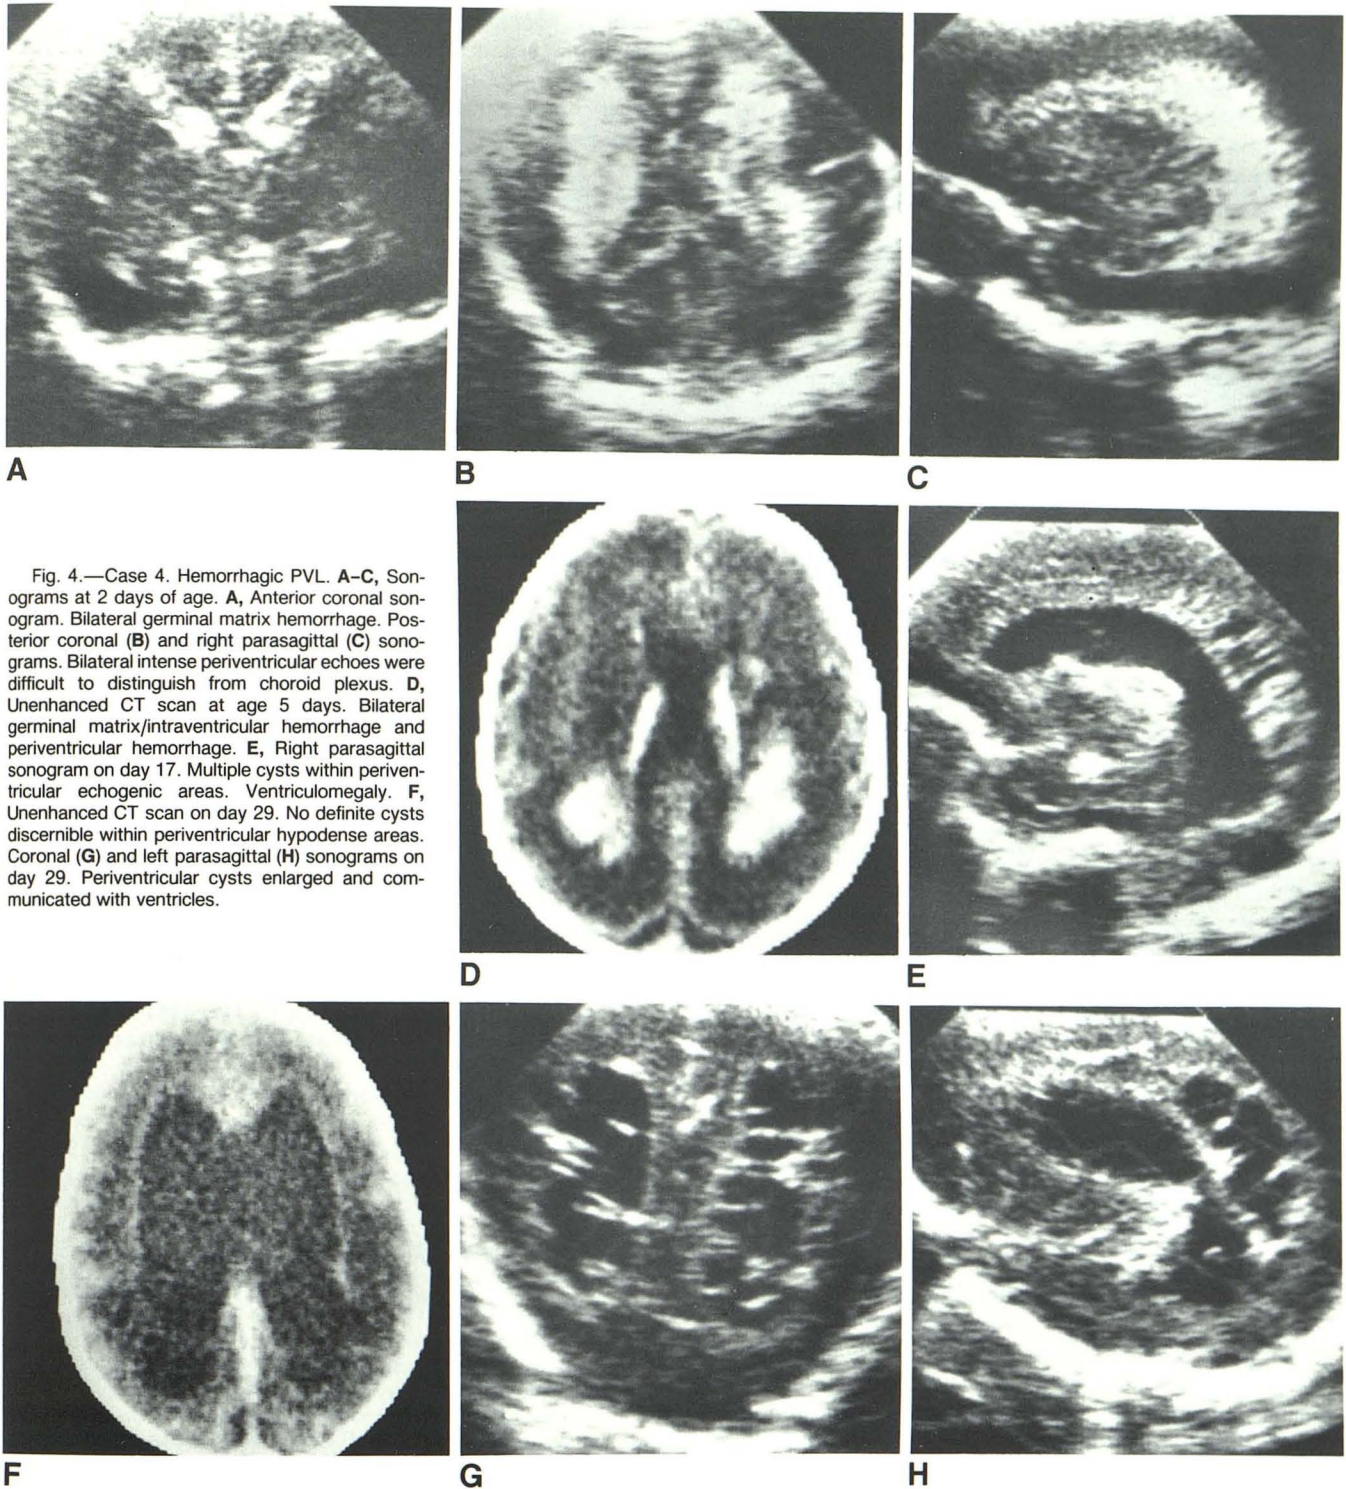 A
B
C
Fig. 4.—Case 4. Hemorrhagic PVL. A–C, Son-
ograms at 2 days of age. A, Anterior coronal son-
ogram. Bilateral germinal matrix hemorrhage. Pos-
terior coronal (B) and right parasagittal (C) sono-
grams. Bilateral intense periventricular echoes were
difficult to distinguish from choroid plexus. D,
Unenhanced CT scan at age 5 days. Bilateral
germinal matrix/intraventricular hemorrhage and
periventricular hemorrhage. E, Right parasagittal
sonogram on day 17. Multiple cysts within periven-
tricular echogenic areas. Ventriculomegaly. F,
Unenhanced CT scan on day 29. No definite cysts
discernible within periventricular hypodense areas.
Coronal (G) and left parasagittal (H) sonograms on
day 29. Periventricular cysts enlarged and com-
municated with ventricles.
D
E
F
G
H